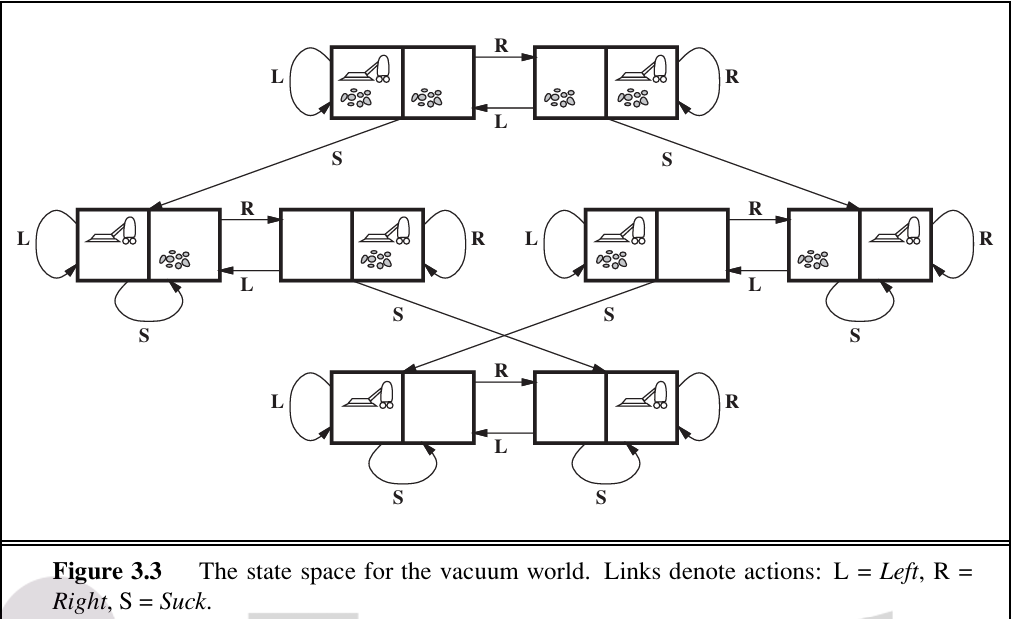 R
L
R
L
S
S
R
R
L
R
L
R
L
L
S
S
S
S
R
L
R
L
S
S
Figure 3.3 The state space for the vacuum world. Links denote actions: L = Left, R =
Right, S = Suck.